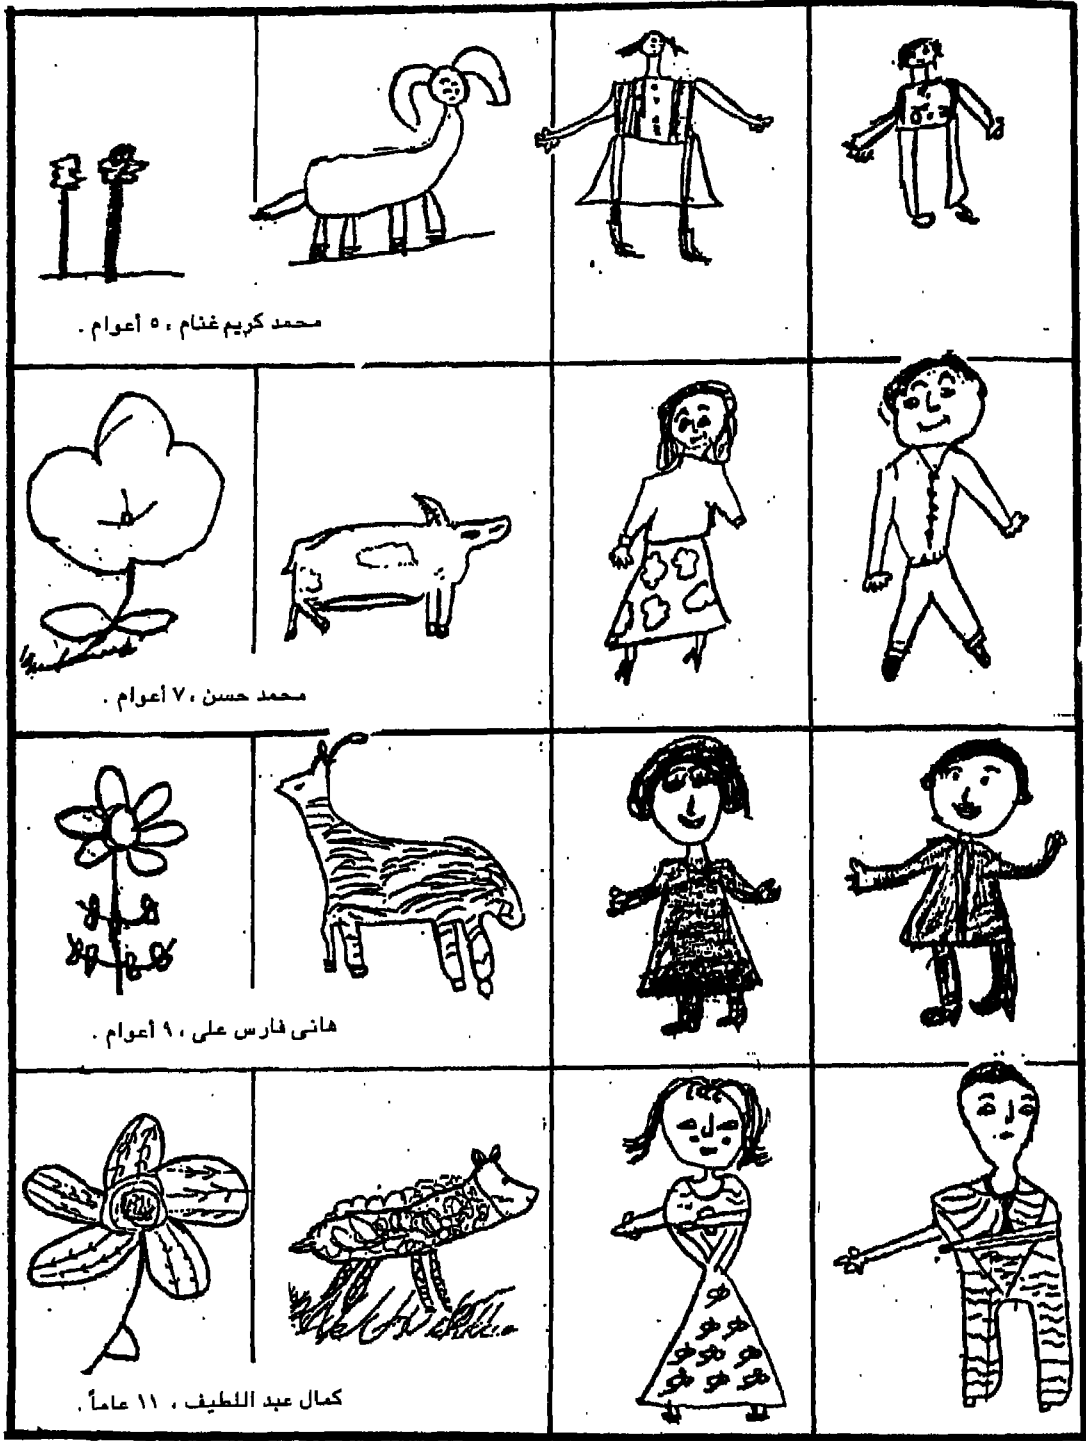 محمد كريم غنام ، ٥ أعوام .
محمد حسن ، ٧ أعوام .
هانى فارس على ، ٩ أعوام .
كمال عبد اللطيف ، ١١ عاماً .